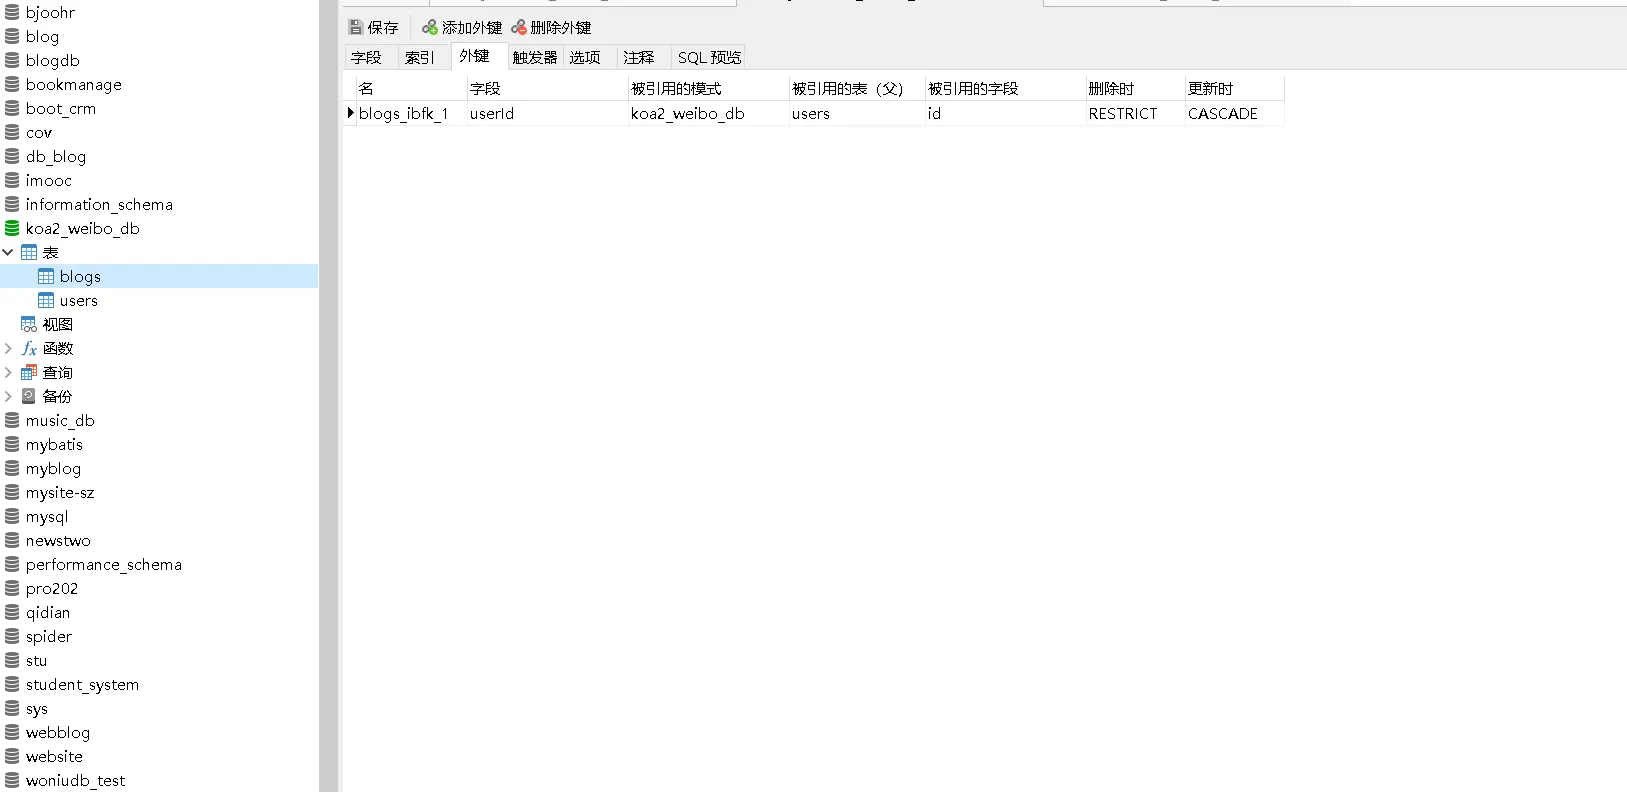 bjoohr
blog
blogdb
bookmanage
boot_crm
cov
db_blog
imooc
information_schema
koa2_weibo_db
表
blogs
users
视图
函数
查询
备份
music_db
mybatis
myblog
mysite-sz
mysql
newstwo
performance_schema
pro202
qidian
spider
stu
student_system
sys
webblog
website
woniudb_test
保存 添加外键 删除外键
字段 索引 外键 触发器 选项 注释 SQL 预览
名 字段 被引用的模式 被引用的表（父） 被引用的字段 删除时 更新时
blogs_ibfk_1 userId koa2_weibo_db users id RESTRICT CASCADE